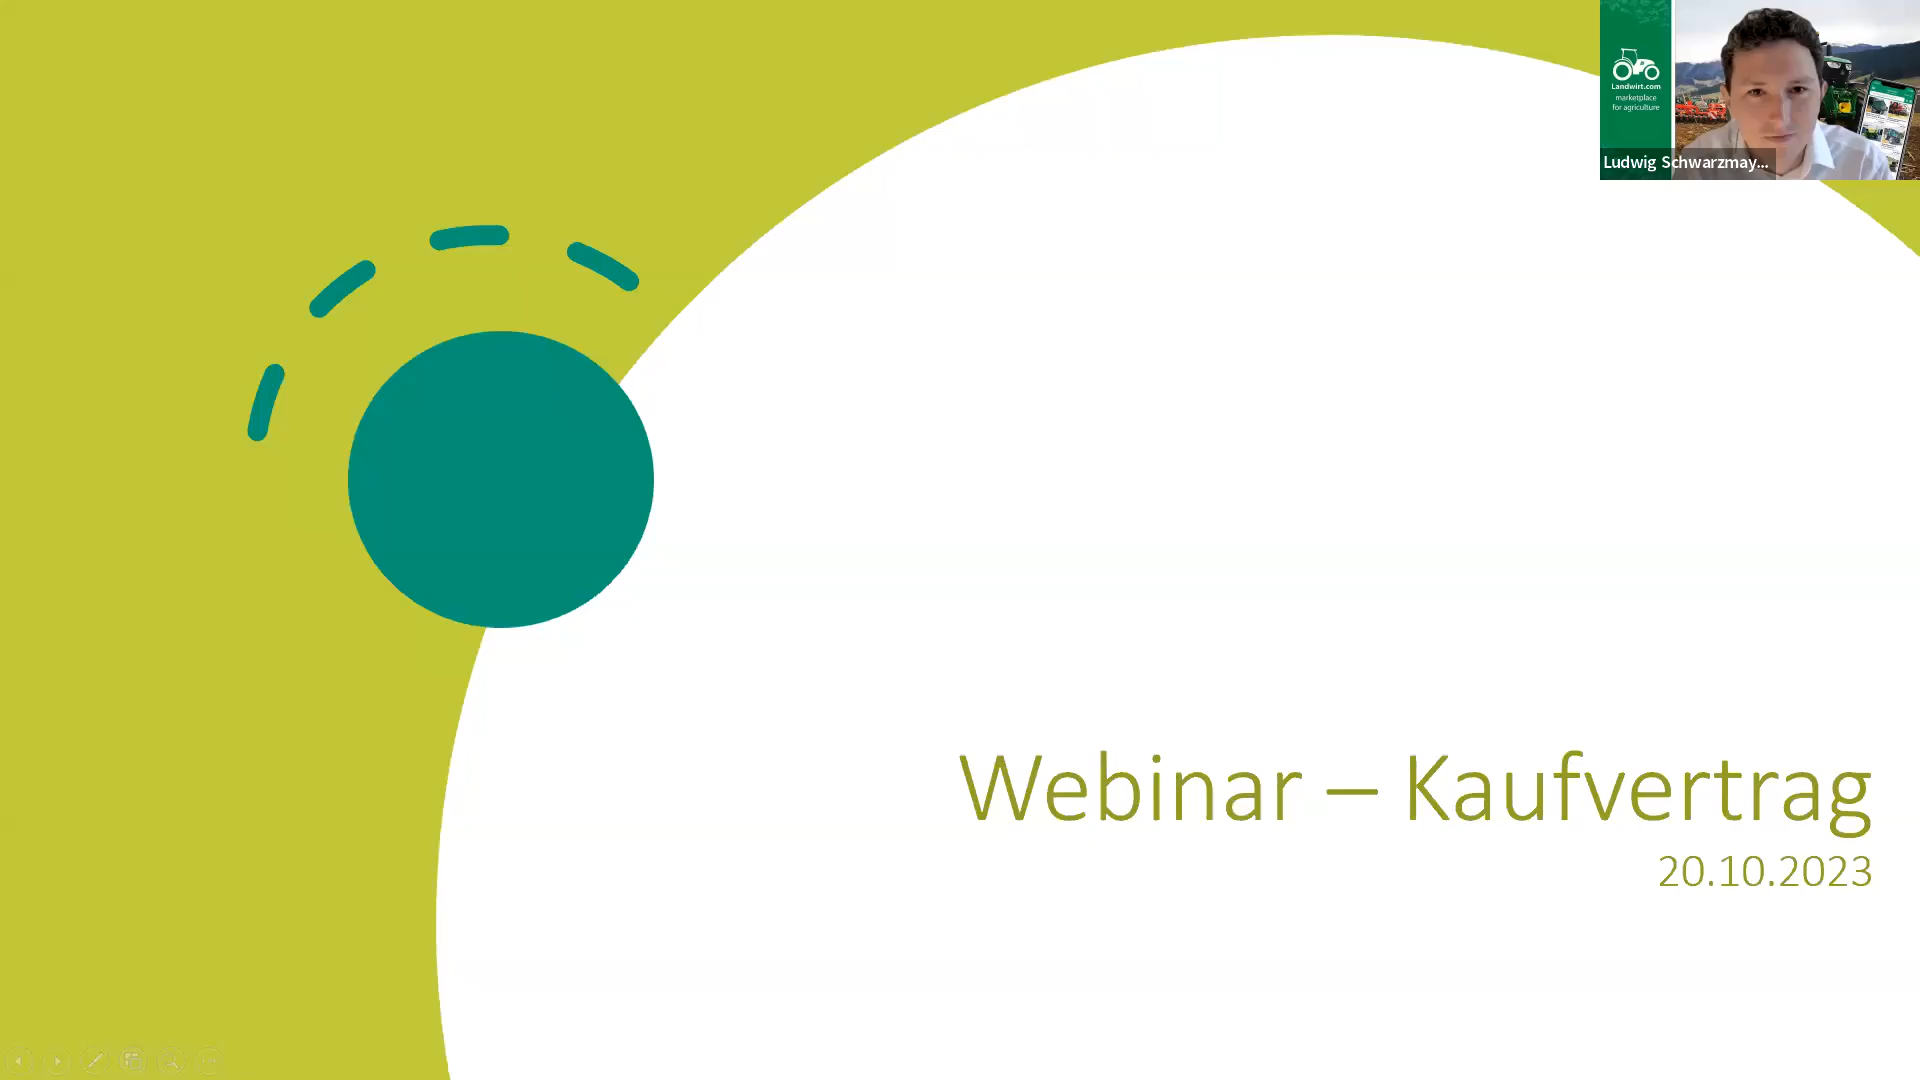 Landwirt.com
marketplace
for agriculture
Ludwig Schwarzmay...
Webinar – Kaufvertrag
20.10.2023